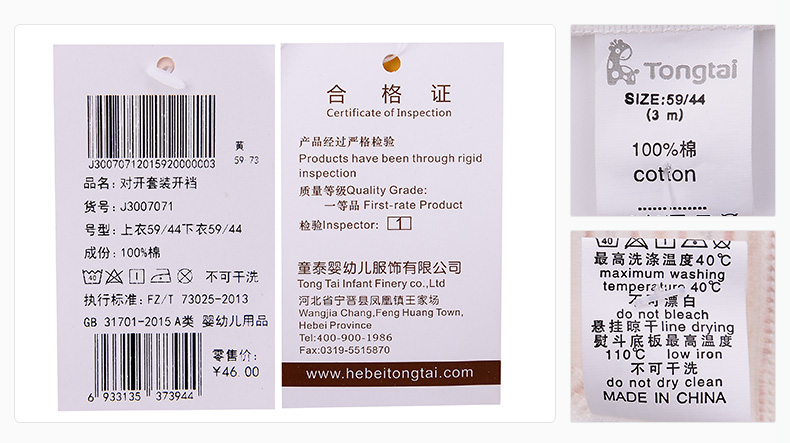 J300707120159200000003
黄
59 73
品名: 对开套装开裆
货号: J3007071
号型: 上衣59/44下衣59/44
成份: 100%棉
40 不可干洗
执行标准: FZ/T 73025-2013
GB 31701-2015 A类 婴幼儿用品
零售价:
¥46.00
6 933135 373944
合格证
Certificate of Inspection
产品经过严格检验
Products have been through rigid
inspection
质量等级Quality Grade:
一等品 First-rate Product
检验Inspector: 1
童泰婴幼儿服饰有限公司
Tong Tai Infant Finery co.,Ltd
河北省宁晋县凤凰镇王家场
Wangjia Chang,Feng Huang Town,
Hebei Province
Tel:400-900-1986
Fax:0319-5515870
www.hebeitongtai.com
Tongtai
SIZE:59/44
(3 m)
100%棉
cotton
40
最高洗涤温度40℃
maximum washing
temperature 40℃
不可漂白
do not bleach
悬挂晾干line drying
熨斗底板最高温度
110℃ low iron
不可干洗
do not dry clean
MADE IN CHINA